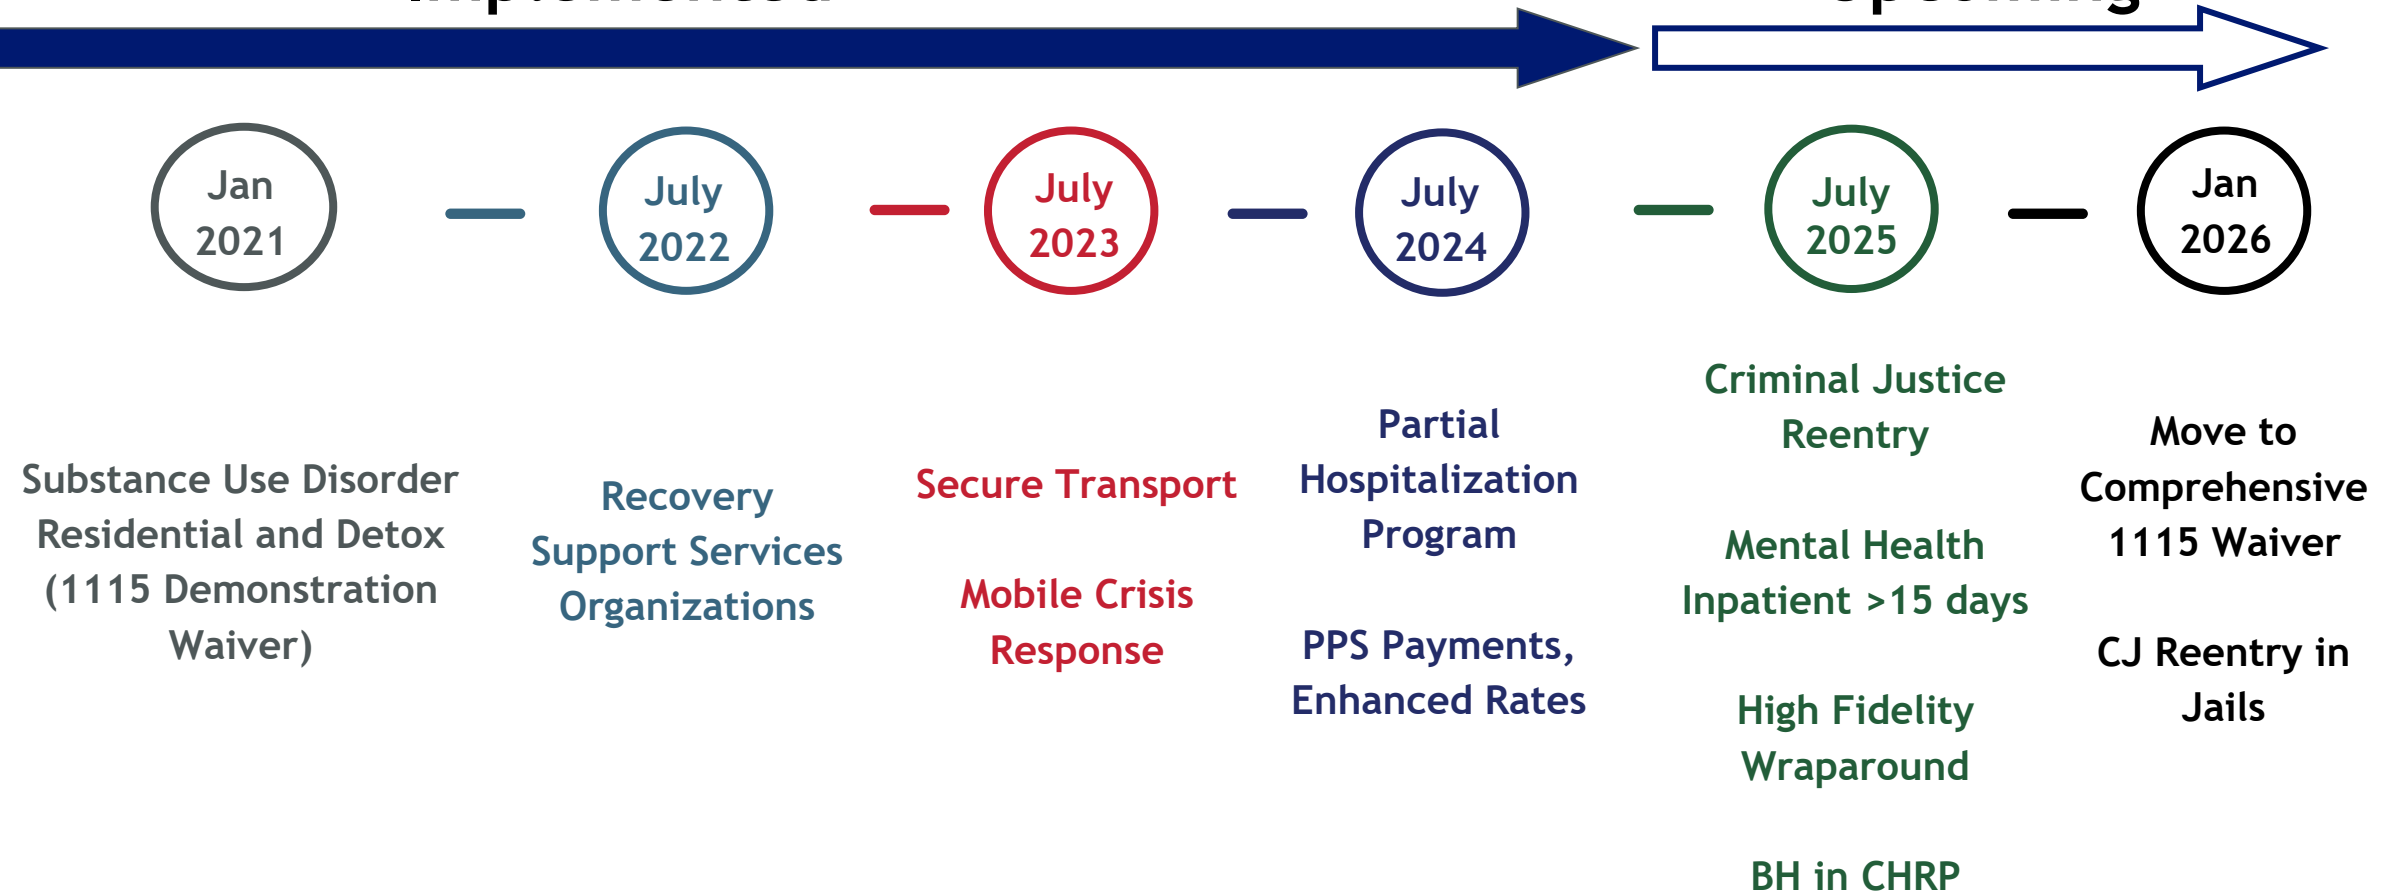 Implemented
Upcoming
Jan
2021
July
2022
July
2023
July
2024
July
2025
Jan
2026
Substance Use Disorder
Residential and Detox
(1115 Demonstration
Waiver)
Recovery
Support Services
Organizations
Secure Transport
Mobile Crisis
Response
Partial
Hospitalization
Program
PPS Payments,
Enhanced Rates
Criminal Justice
Reentry
Mental Health
Inpatient >15 days
High Fidelity
Wraparound
BH in CHRP
Move to
Comprehensive
1115 Waiver
CJ Reentry in
Jails